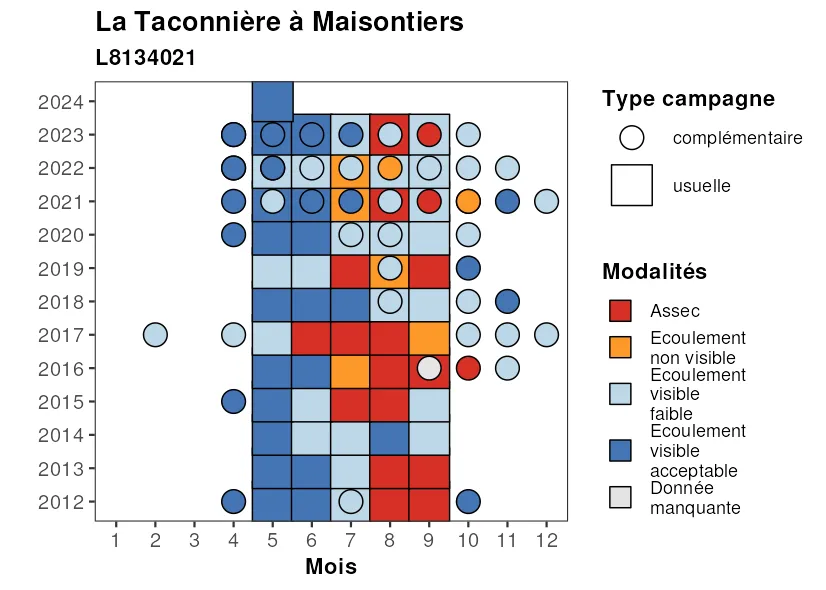 La Taconnière à Maisontiers
L8134021
2024
2023
2022
2021
2020
2019
2018
2017
2016
2015
2014
2013
2012
1 2 3 4 5 6 7 8 9 10 11 12
Mois
Type campagne
complémentaire
usuelle
Modalités
Assec
Ecoulement
non visible
Ecoulement
visible
faible
Ecoulement
visible
acceptable
Donnée
manquante